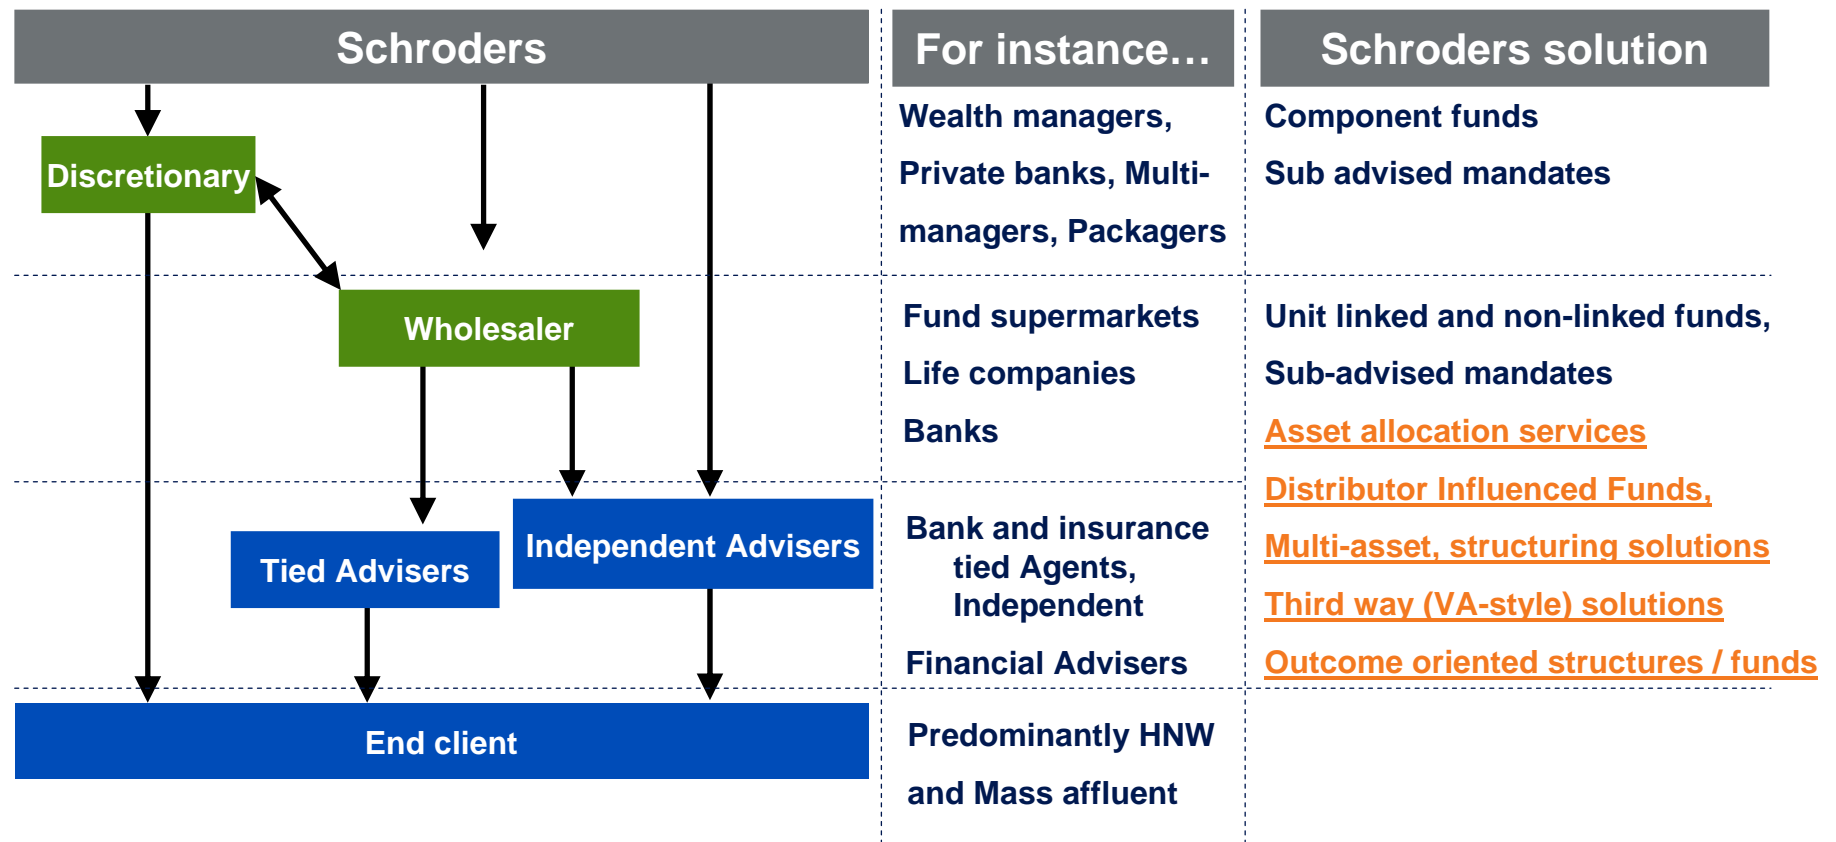 Schroders
For instance…
Schroders solution
Discretionary
Wealth managers,
Private banks, Multi-
managers, Packagers
Component funds
Sub advised mandates
Wholesaler
Fund supermarkets
Life companies
Banks
Unit linked and non-linked funds,
Sub-advised mandates
Asset allocation services
Distributor Influenced Funds,
Multi-asset, structuring solutions
Third way (VA-style) solutions
Outcome oriented structures / funds
Tied Advisers
Independent Advisers
Bank and insurance
tied Agents,
Independent
Financial Advisers
End client
Predominantly HNW
and Mass affluent